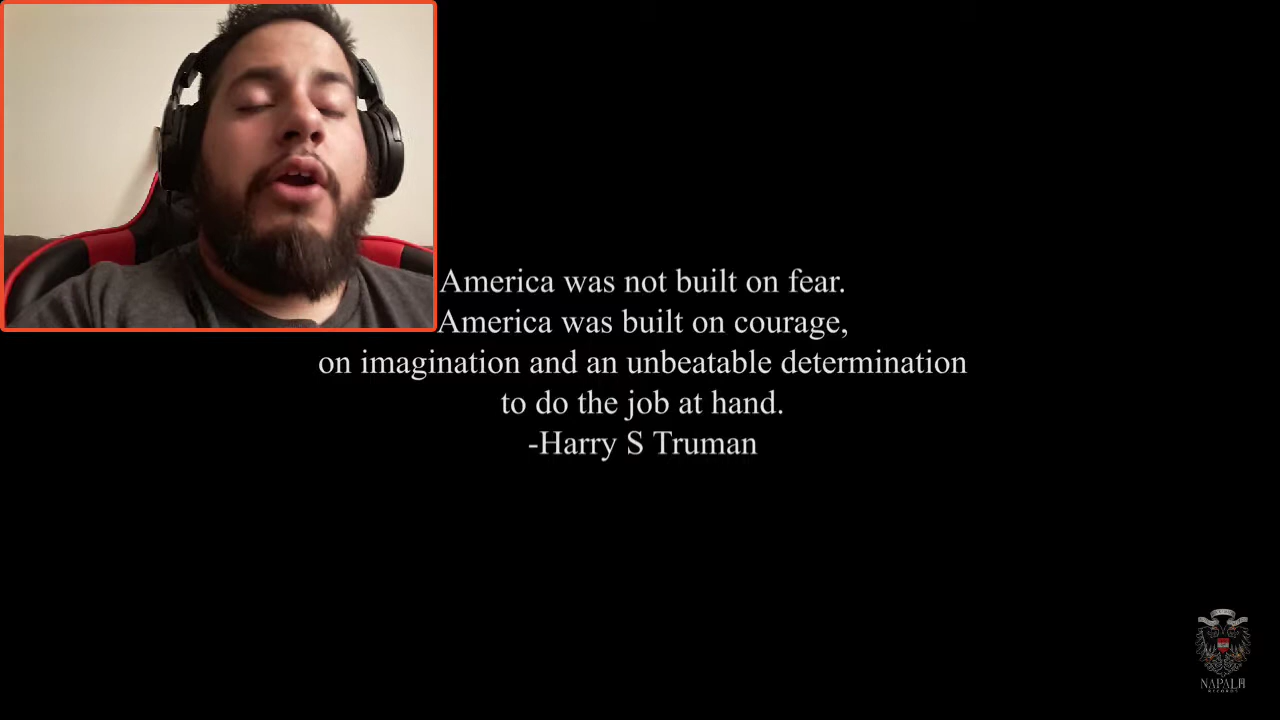 America was not built on fear.
America was built on courage,
on imagination and an unbeatable determination
to do the job at hand.
-Harry S Truman
NAPALM
RECORDS